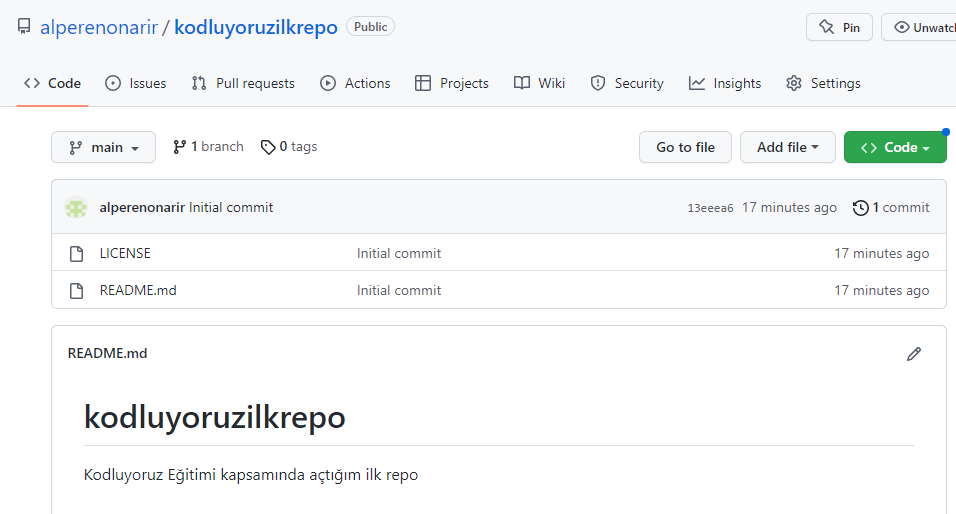 alperenonarir / kodluyoruzilkrepo Public Pin Unwatch
Code Issues Pull requests Actions Projects Wiki Security Insights Settings
main 1 branch 0 tags Go to file Add file Code
alperenonarir Initial commit 13eeea6 17 minutes ago 1 commit
LICENSE Initial commit 17 minutes ago
README.md Initial commit 17 minutes ago
README.md
kodluyoruzilkrepo
Kodluyoruz Eğitimi kapsamında açtığım ilk repo